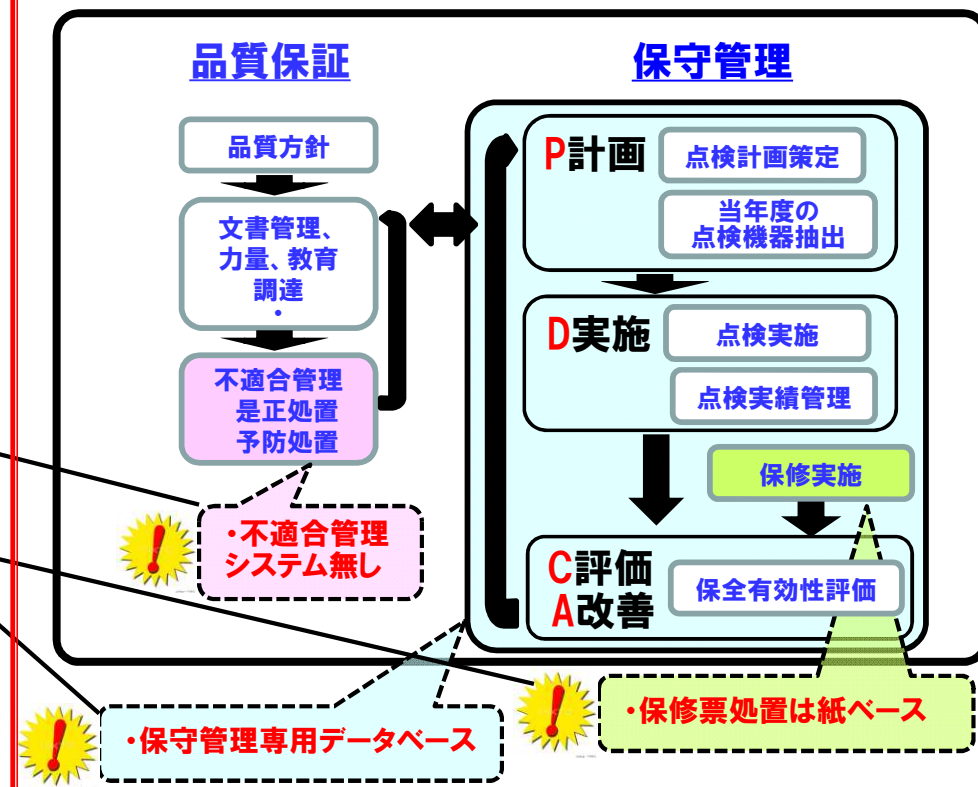 品質保証
品質方針
文書管理、
力量、教育
調達
・
不適合管理
是正処置
予防処置
・不適合管理
システム無し
保守管理
P計画
点検計画策定
当年度の
点検機器抽出
D実施
点検実施
点検実績管理
保修実施
C評価
A改善
保全有効性評価
・保守管理専用データベース
・保修票処置は紙ベース